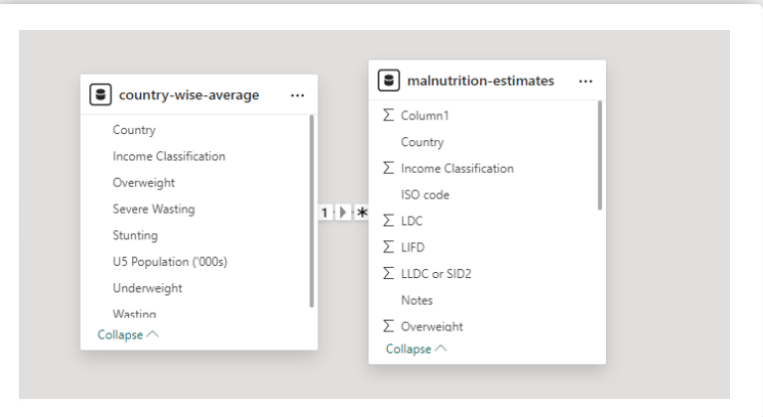 country-wise-average ...
Country
Income Classification
Overweight
Severe Wasting
Stunting
U5 Population ('000s)
Underweight
Wasting
Collapse
1 *
malnutrition-estimates ...
Σ Column1
Country
Σ Income Classification
ISO code
Σ LDC
Σ LIFD
Σ LLDC or SID2
Notes
Σ Overweight
Collapse